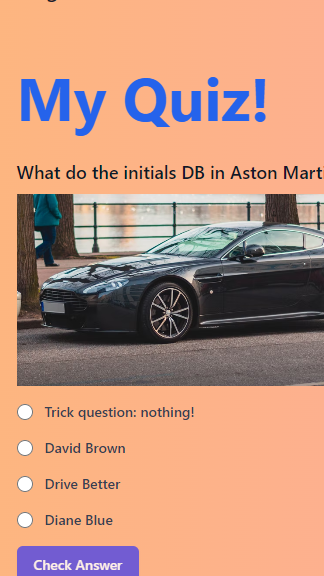 My Quiz!
What do the initials DB in Aston Mart
Trick question: nothing!
David Brown
Drive Better
Diane Blue
Check Answer